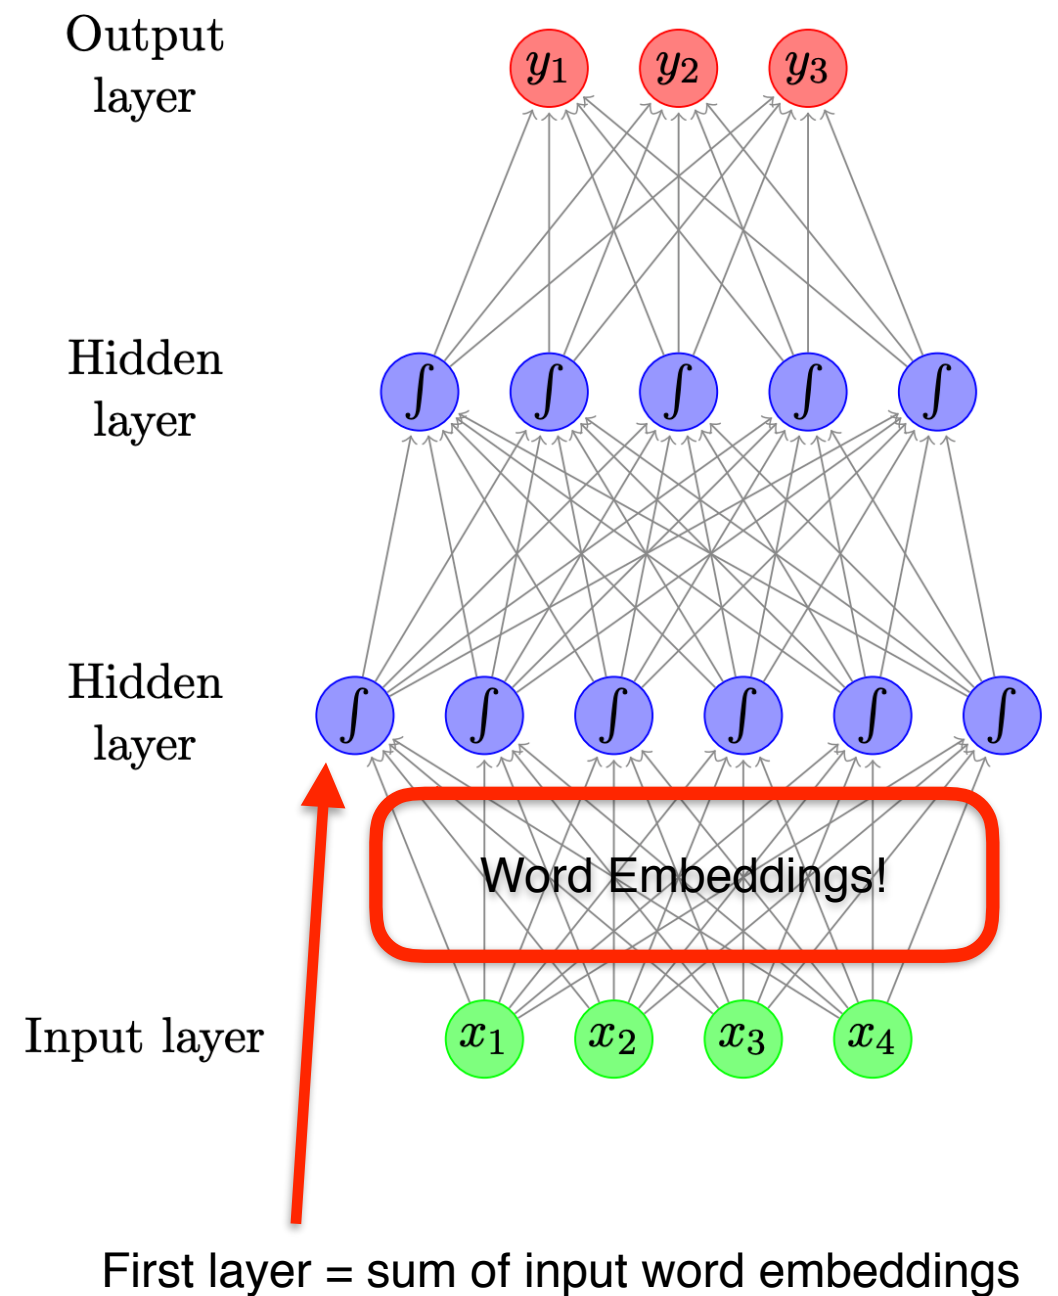 Output
layer
y1 y2 y3
Hidden
layer
∫ ∫ ∫ ∫ ∫
Hidden
layer
∫ ∫ ∫ ∫ ∫ ∫
Word Embeddings!
Input layer
x1 x2 x3 x4
First layer = sum of input word embeddings